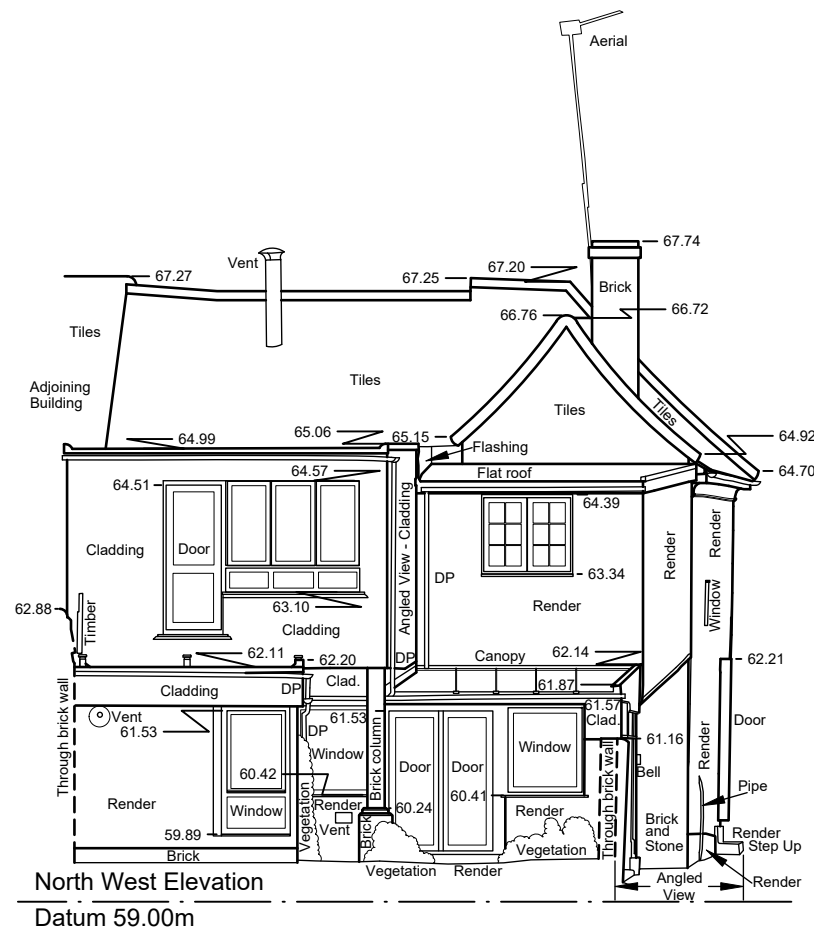 Aerial
67.74
Vent
67.27
67.25
67.20
Brick
66.76
66.72
Tiles
Adjoining
Building
Tiles
Tiles
Tiles
64.99
65.06
65.15
Flashing
64.92
64.70
Flat roof
64.57
64.51
64.39
Cladding
Door
Angled View - Cladding
DP
Render
Render
Window
63.34
Render
63.10
Cladding
62.88
Timber
62.11
62.20
DP
Canopy
62.14
62.21
Clad.
Cladding
DP
61.87
61.57
Clad.
Vent
61.53
61.53
DP
Window
Brick column
Door
Door
Window
61.16
Door
Bell
Render
Through brick wall
60.42
60.24
60.41
Render
Window
Render
Vent
Render
Vegetation
Brick
Through brick wall
Pipe
59.89
Brick
Vegetation
Brick
and
Stone
Render
Step Up
Vegetation
Render
Angled
View
Render
North West Elevation
Datum 59.00m